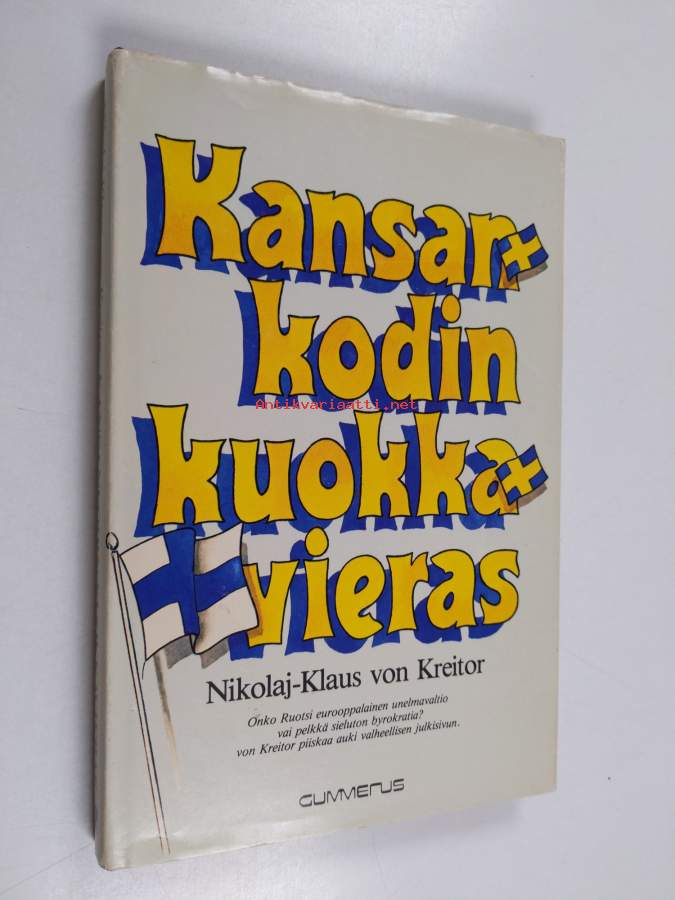 Kansan-
kodin
Antikvariaatti.net
kuokka-
vieras
Nikolaj-Klaus von Kreitor
Onko Ruotsi eurooppalainen unelmavaltio
vai pelkkä sieluton byrokratia?
von Kreitor piiskaa auki valheellisen julkisivun.
GUMMERUS